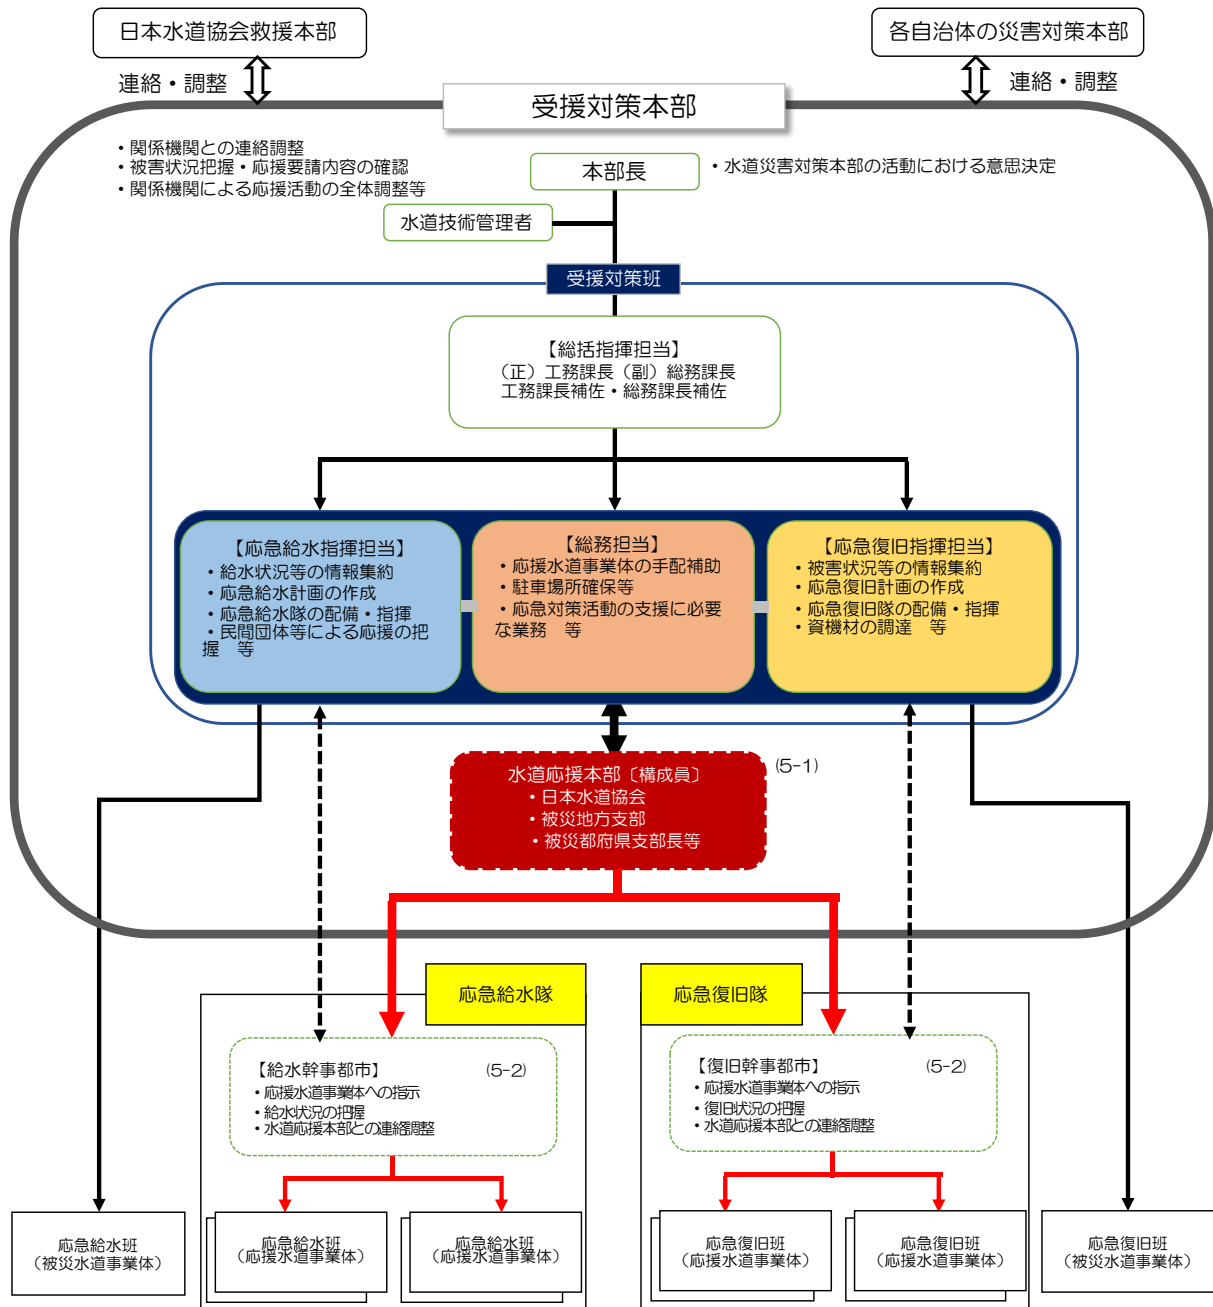 日本水道協会救援本部
各自治体の災害対策本部
連絡・調整
連絡・調整
受援対策本部
・関係機関との連絡調整
・被害状況把握・応援要請内容の確認
・関係機関による応援活動の全体調整等
本部長
・水道災害対策本部の活動における意思決定
水道技術管理者
受援対策班
【総括指揮担当】
（正）工務課長（副）総務課長
工務課長補佐・総務課長補佐
【応急給水指揮担当】
・給水状況等の情報集約
・応急給水計画の作成
・応急給水隊の配備・指揮
・民間団体等による応援の把
握　等
【総務担当】
・応援水道事業体の手配補助
・駐車場所確保等
・応急対策活動の支援に必要
な業務　等
【応急復旧指揮担当】
・被害状況等の情報集約
・応急復旧計画の作成
・応急復旧隊の配備・指揮
・資機材の調達　等
水道応援本部〔構成員〕
・日本水道協会
・被災地方支部
・被災都府県支部長等
(5-1)
応急給水隊
応急復旧隊
【給水幹事都市】 (5-2)
・応援水道事業体への指示
・給水状況の把握
・水道応援本部との連絡調整
【復旧幹事都市】 (5-2)
・応援水道事業体への指示
・復旧状況の把握
・水道応援本部との連絡調整
応急給水班
（被災水道事業体）
応急給水班
（応援水道事業体）
応急給水班
（応援水道事業体）
応急復旧班
（応援水道事業体）
応急復旧班
（応援水道事業体）
応急復旧班
（被災水道事業体）